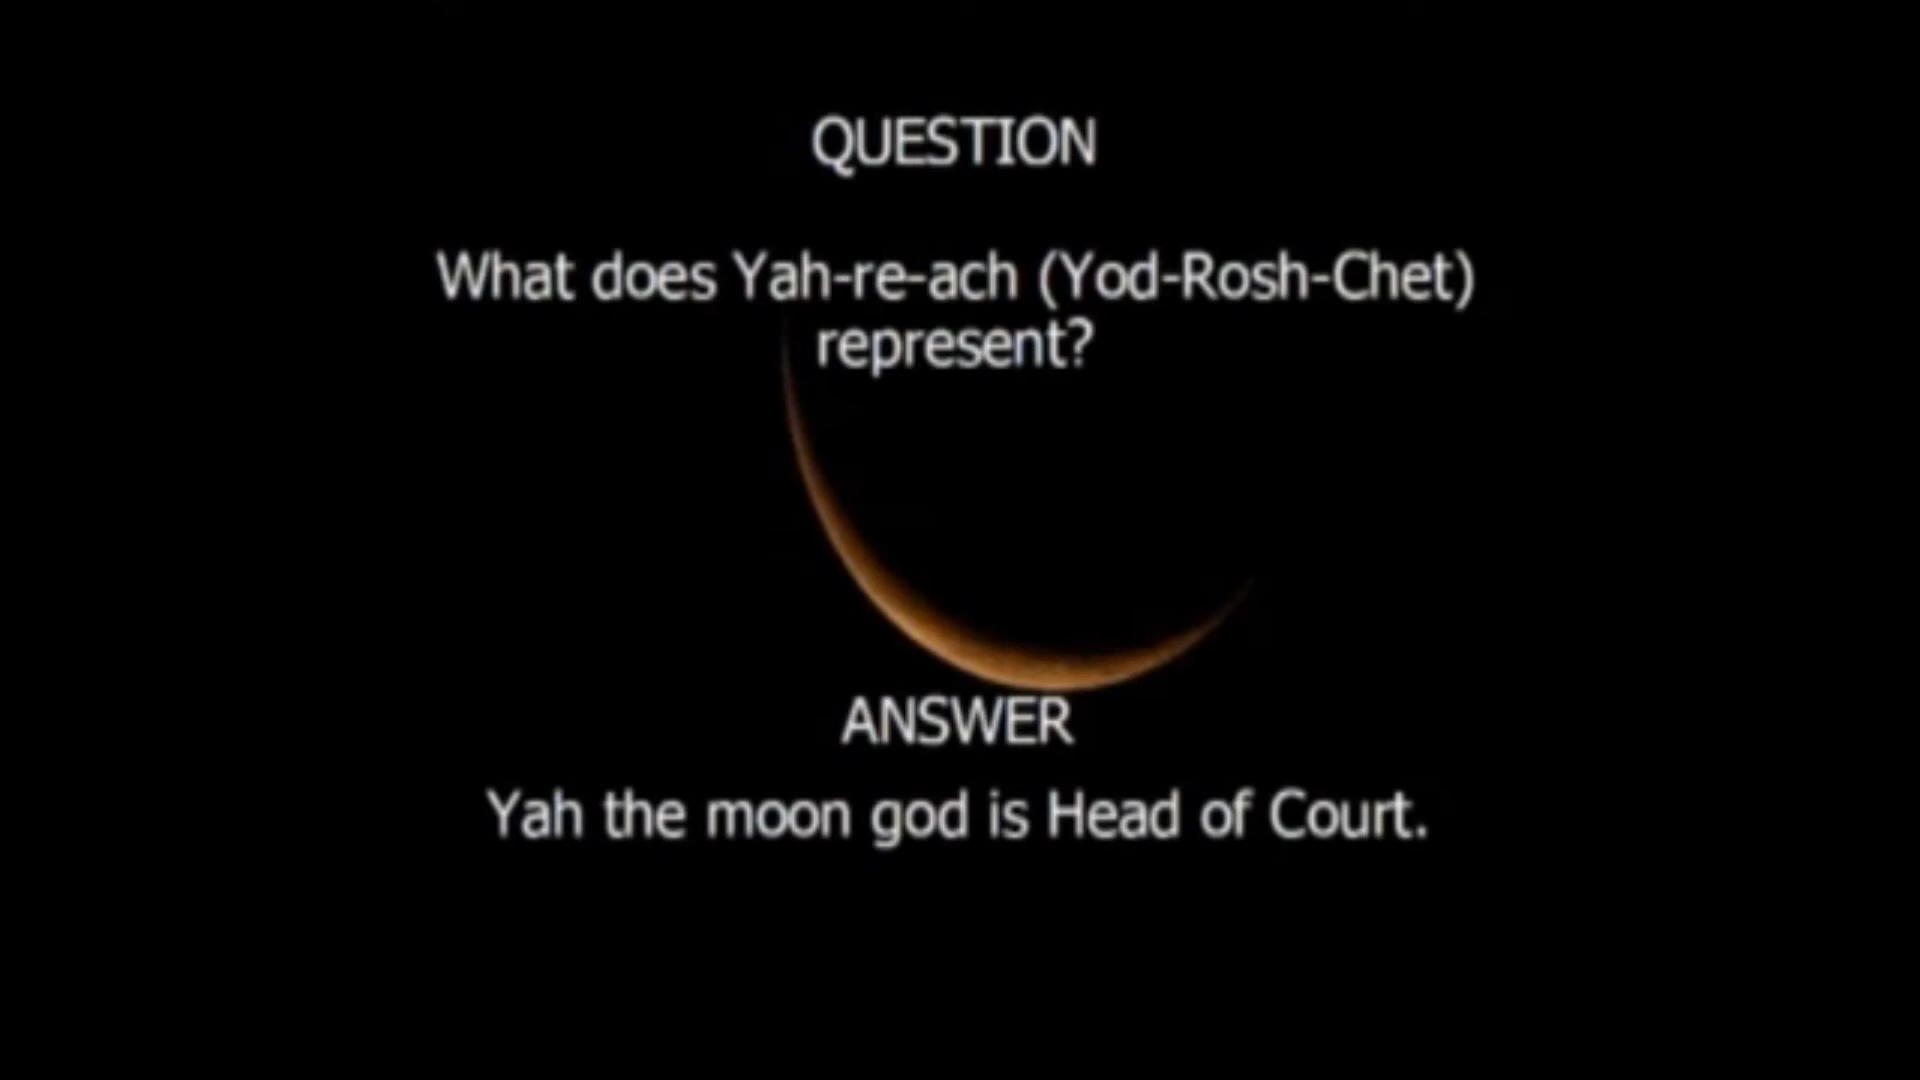 QUESTION
What does Yah-re-ach (Yod-Rosh-Chet)
represent?
ANSWER
Yah the moon god is Head of Court.